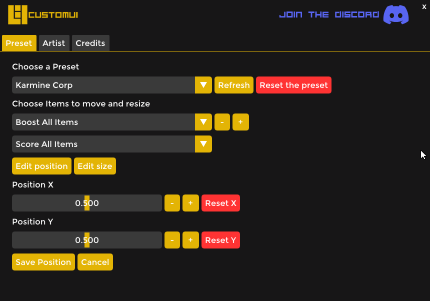 CUSTOMUI
JOIN THE DISCORD
x
Preset Artist Credits
Choose a Preset
Karmine Corp Refresh Reset the preset
Choose Items to move and resize
Boost All Items - +
Score All Items
Edit position Edit size
Position X
0.500 - + Reset X
Position Y
0.500 - + Reset Y
Save Position Cancel